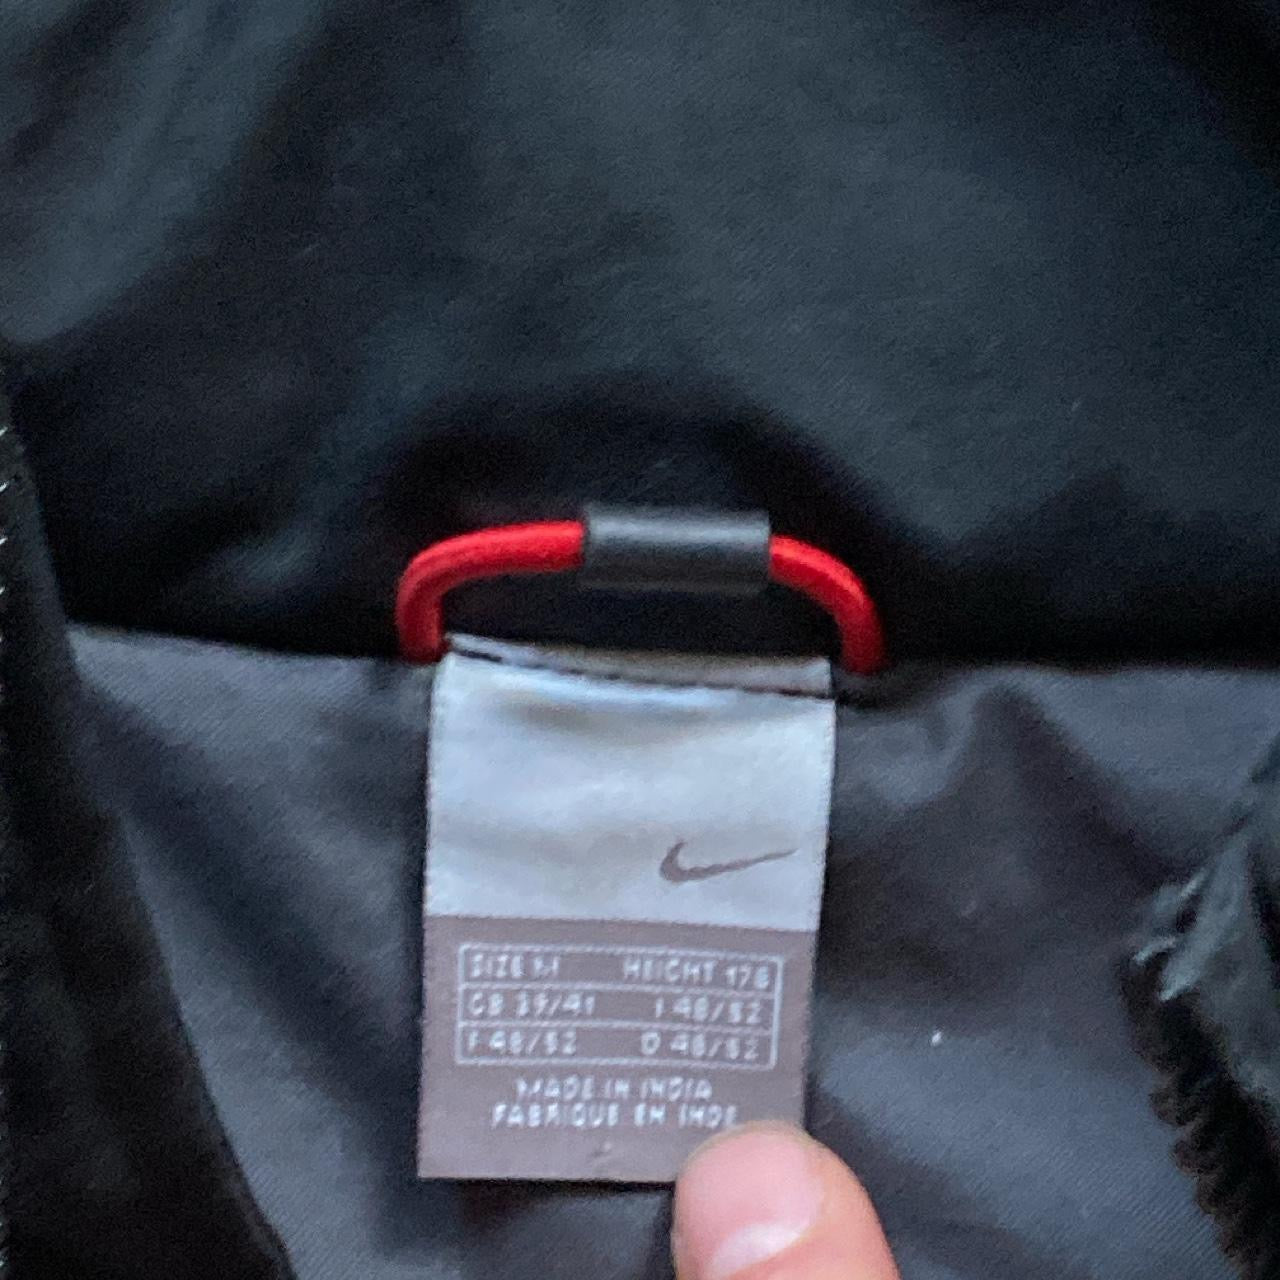 SIZE M HEIGHT 178
GB 39/41 I 48/52
F 48/52 D 48/52
MADE IN INDIA
FABRIQUE EN INDE